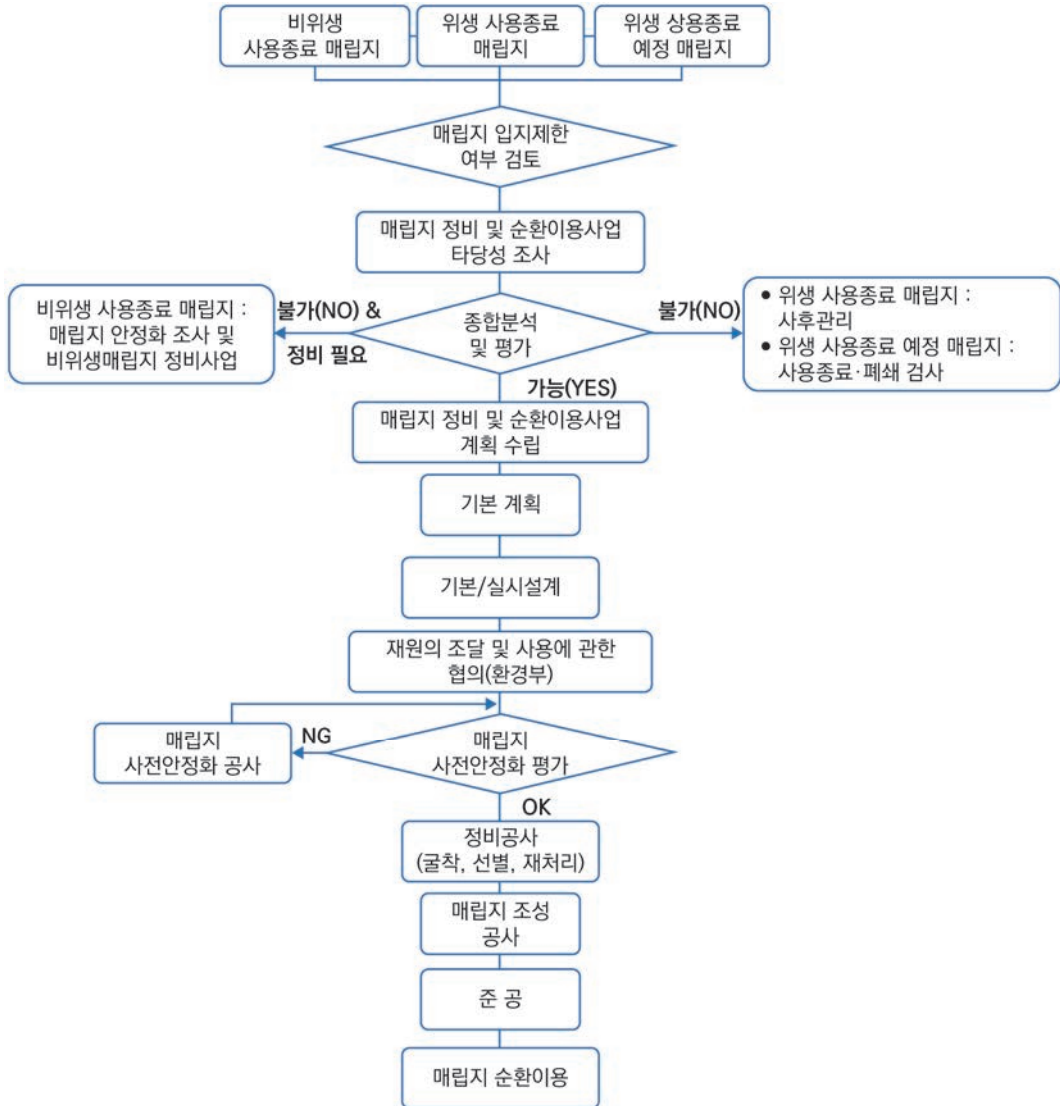 비위생
사용종료 매립지
위생 사용종료
매립지
위생 상용종료
예정 매립지
매립지 입지제한
여부 검토
매립지 정비 및 순환이용사업
타당성 조사
비위생 사용종료 매립지 :
매립지 안정화 조사 및
비위생매립지 정비사업
불가(NO) &
정비 필요
종합분석
및 평가
불가(NO)
• 위생 사용종료 매립지 :
사후관리
• 위생 사용종료 예정 매립지 :
사용종료·폐쇄 검사
가능(YES)
매립지 정비 및 순환이용사업
계획 수립
기본 계획
기본/실시설계
재원의 조달 및 사용에 관한
협의(환경부)
매립지
사전안정화 공사
NG
매립지
사전안정화 평가
OK
정비공사
(굴착, 선별, 재처리)
매립지 조성
공사
준 공
매립지 순환이용